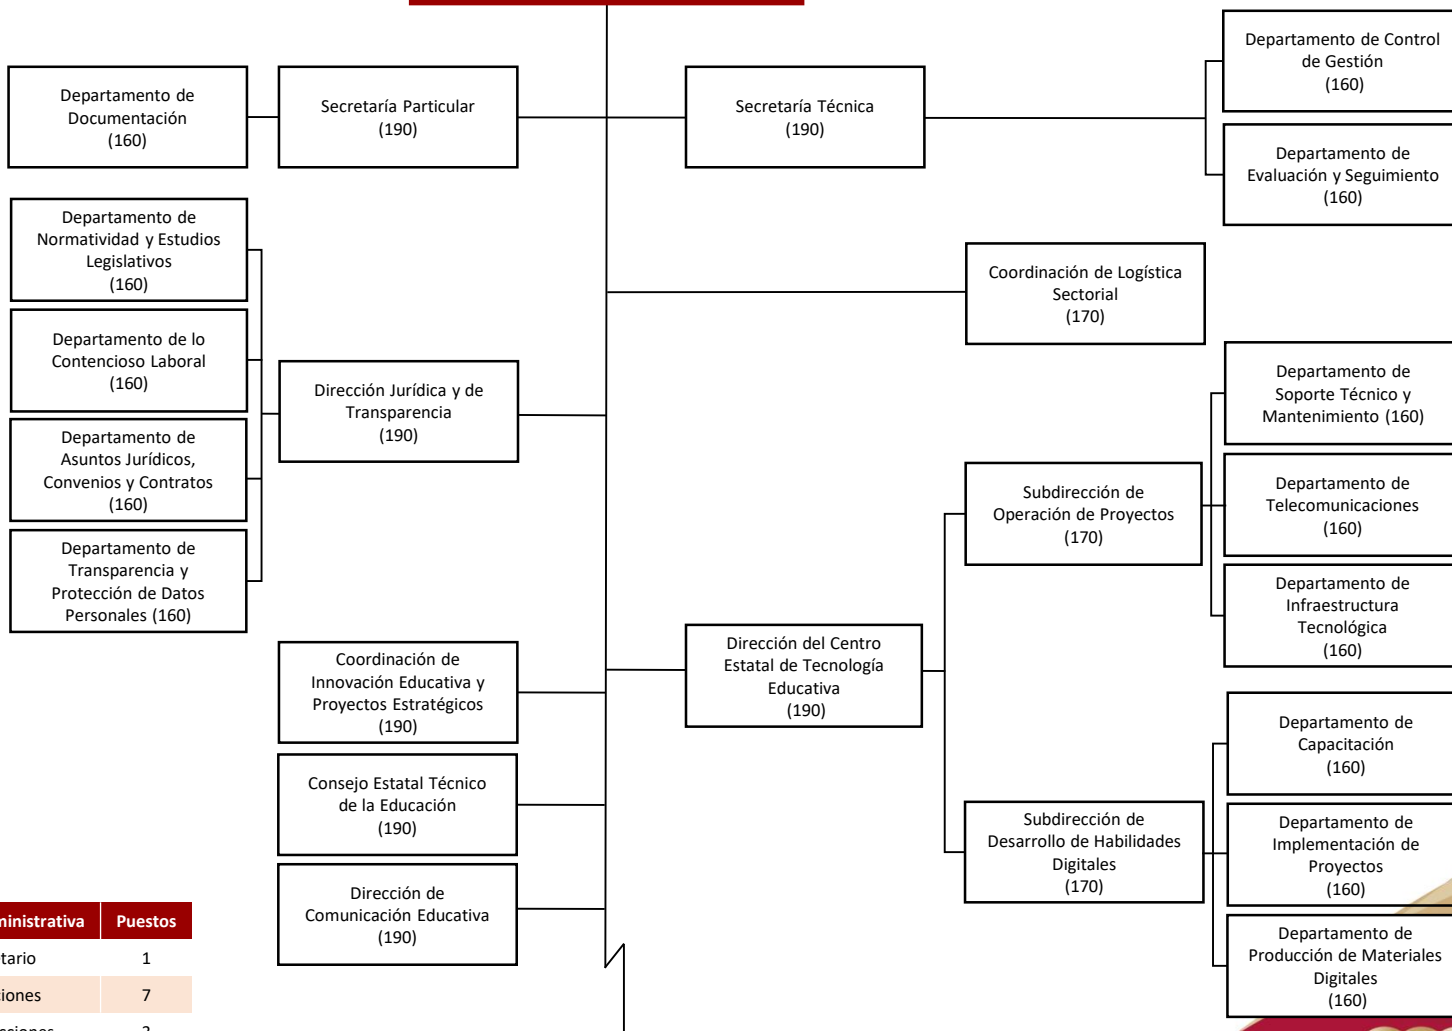 Departamento de Control
de Gestión
(160)
Departamento de
Documentación
(160)
Secretaría Particular
(190)
Secretaría Técnica
(190)
Departamento de
Evaluación y Seguimiento
(160)
Departamento de
Normatividad y Estudios
Legislativos
(160)
Coordinación de Logística
Sectorial
(170)
Departamento de lo
Contencioso Laboral
(160)
Dirección Jurídica y de
Transparencia
(190)
Departamento de
Soporte Técnico y
Mantenimiento (160)
Departamento de
Asuntos Jurídicos,
Convenios y Contratos
(160)
Subdirección de
Operación de Proyectos
(170)
Departamento de
Telecomunicaciones
(160)
Departamento de
Transparencia y
Protección de Datos
Personales (160)
Departamento de
Infraestructura
Tecnológica
(160)
Coordinación de
Innovación Educativa y
Proyectos Estratégicos
(190)
Dirección del Centro
Estatal de Tecnología
Educativa
(190)
Departamento de
Capacitación
(160)
Consejo Estatal Técnico
de la Educación
(190)
Subdirección de
Desarrollo de Habilidades
Digitales
(170)
Departamento de
Implementación de
Proyectos
(160)
Dirección de
Comunicación Educativa
(190)
Departamento de
Producción de Materiales
Digitales
(160)
ministrativa Puestos
tario 1
ciones 7